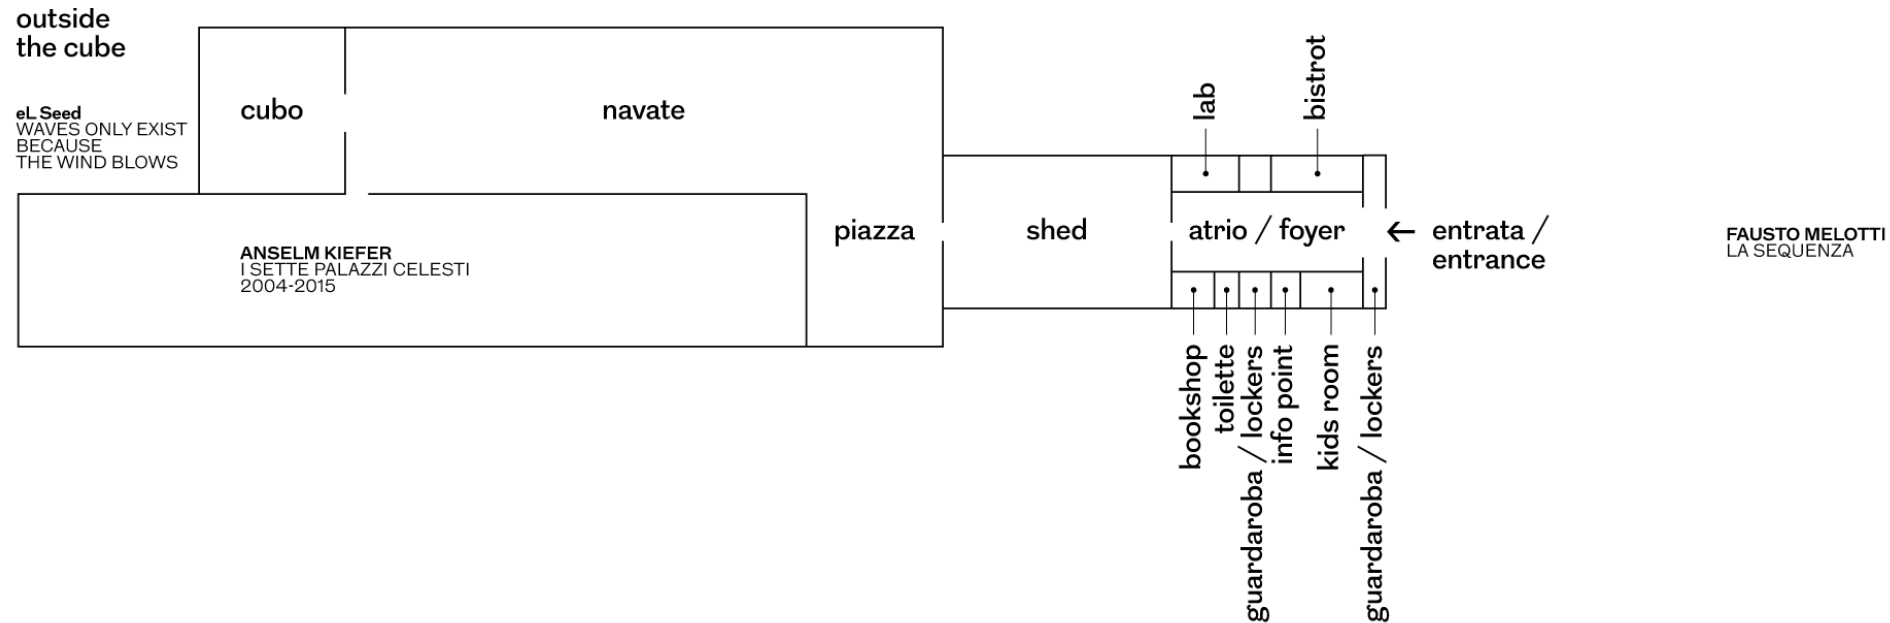 outside
the cube
eL Seed
WAVES ONLY EXIST
BECAUSE
THE WIND BLOWS
cubo
navate
ANSELM KIEFER
I SETTE PALAZZI CELESTI
2004-2015
piazza
shed
lab
bistrot
atrio / foyer
← entrata /
entrance
FAUSTO MELOTTI
LA SEQUENZA
bookshop
toilette
guardaroba / lockers
info point
kids room
guardaroba / lockers